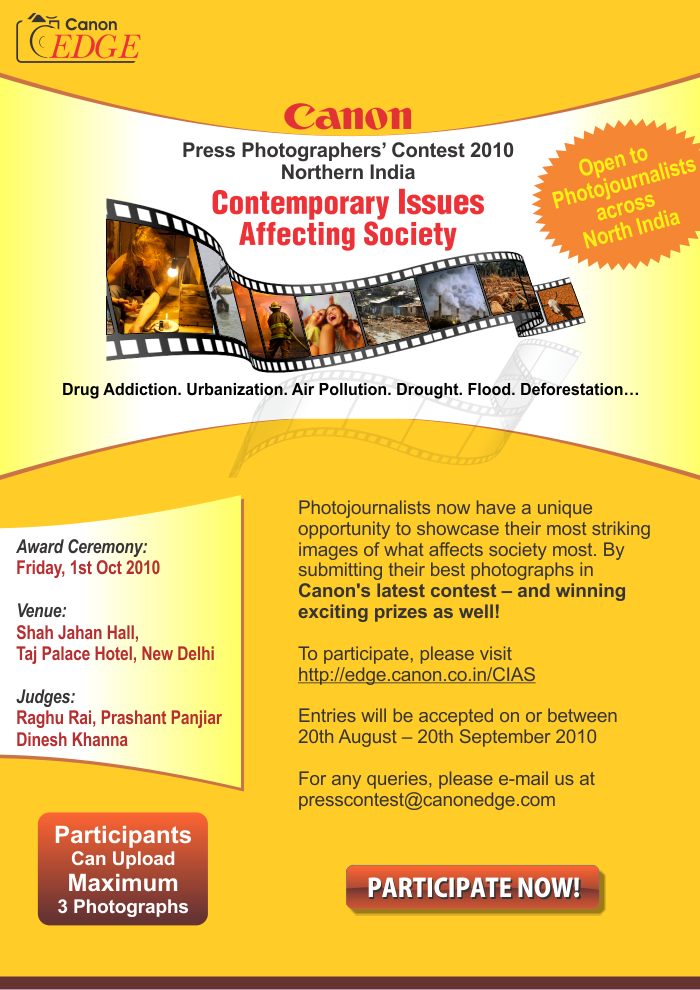 Canon
EDGE
Canon
Press Photographers’ Contest 2010
Northern India
Contemporary Issues
Affecting Society
Open to
Photojournalists
across
North India
Drug Addiction. Urbanization. Air Pollution. Drought. Flood. Deforestation…
Award Ceremony:
Friday, 1st Oct 2010
Venue:
Shah Jahan Hall,
Taj Palace Hotel, New Delhi
Judges:
Raghu Rai, Prashant Panjiar
Dinesh Khanna
Photojournalists now have a unique
opportunity to showcase their most striking
images of what affects society most. By
submitting their best photographs in
Canon's latest contest – and winning
exciting prizes as well!
To participate, please visit
http://edge.canon.co.in/CIAS
Entries will be accepted on or between
20th August – 20th September 2010
For any queries, please e-mail us at
presscontest@canonedge.com
Participants
Can Upload
Maximum
3 Photographs
PARTICIPATE NOW!